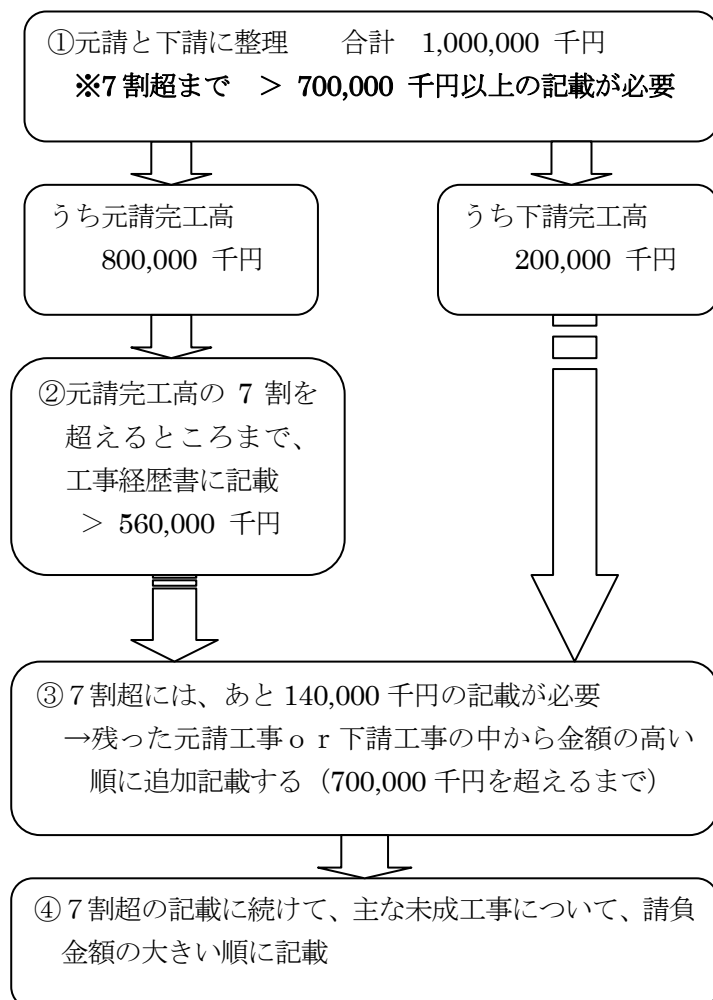 ①元請と下請に整理　　合計　1,000,000 千円
※7 割超まで　＞ 700,000 千円以上の記載が必要
うち元請完工高
800,000 千円
うち下請完工高
200,000 千円
②元請完工高の 7 割を
超えるところまで、
工事経歴書に記載
＞ 560,000 千円
③７割超には、あと 140,000 千円の記載が必要
→残った元請工事ｏｒ下請工事の中から金額の高い
順に追加記載する（700,000 千円を超えるまで）
④７割超の記載に続けて、主な未成工事について、請負
金額の大きい順に記載